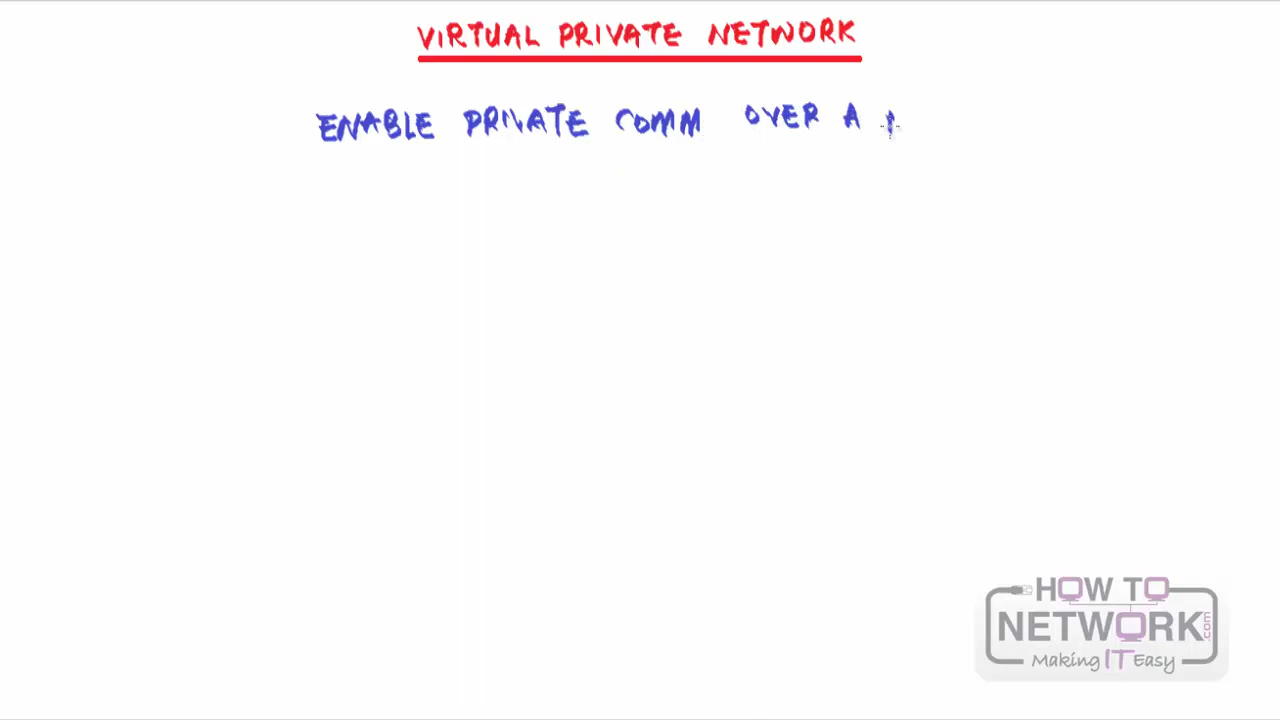 VIRTUAL PRIVATE NETWORK
ENABLE PRIVATE COMM OVER A
HOW TO
NETWORK.com
Making IT Easy